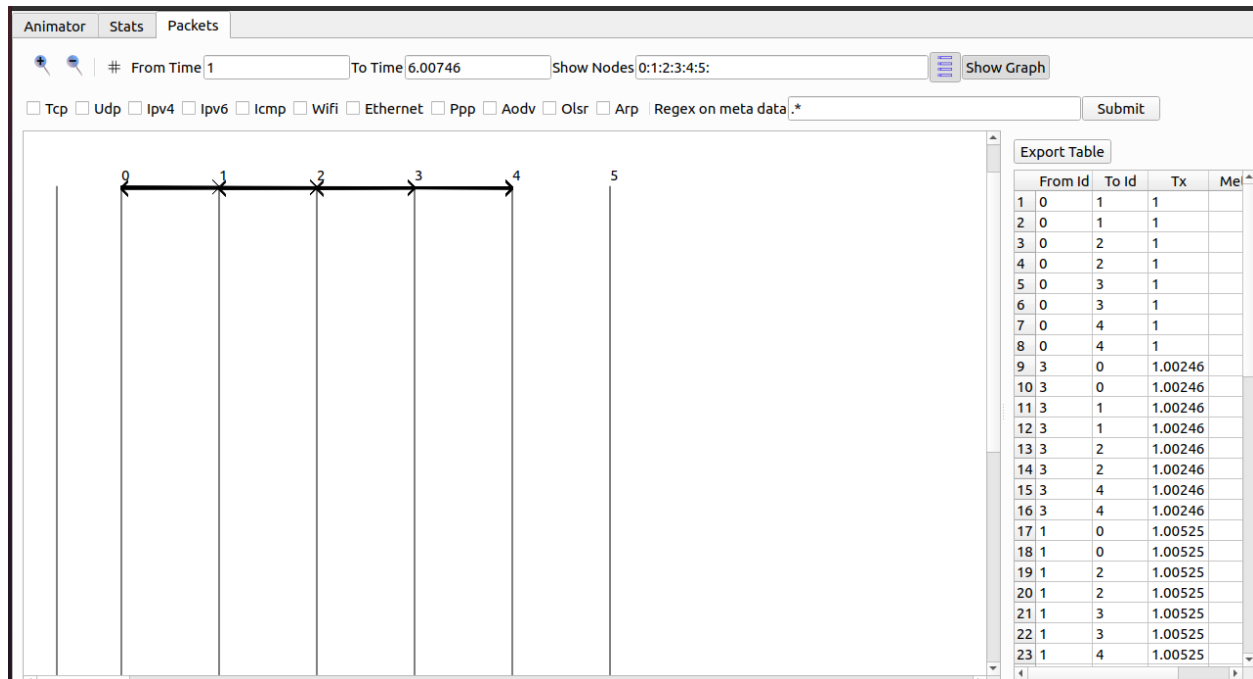 Animator Stats Packets
# From Time 1 To Time 6.00746 Show Nodes 0:1:2:3:4:5: Show Graph
Tcp Udp Ipv4 Ipv6 Icmp Wifi Ethernet Ppp Aodv Olsr Arp Regex on meta data .* Submit
0 1 2 3 4 5
Export Table
From Id To Id Tx Me
1 0 1 1
2 0 1 1
3 0 2 1
4 0 2 1
5 0 3 1
6 0 3 1
7 0 4 1
8 0 4 1
9 3 0 1.00246
10 3 0 1.00246
11 3 1 1.00246
12 3 1 1.00246
13 3 2 1.00246
14 3 2 1.00246
15 3 4 1.00246
16 3 4 1.00246
17 1 0 1.00525
18 1 0 1.00525
19 1 2 1.00525
20 1 2 1.00525
21 1 3 1.00525
22 1 3 1.00525
23 1 4 1.00525